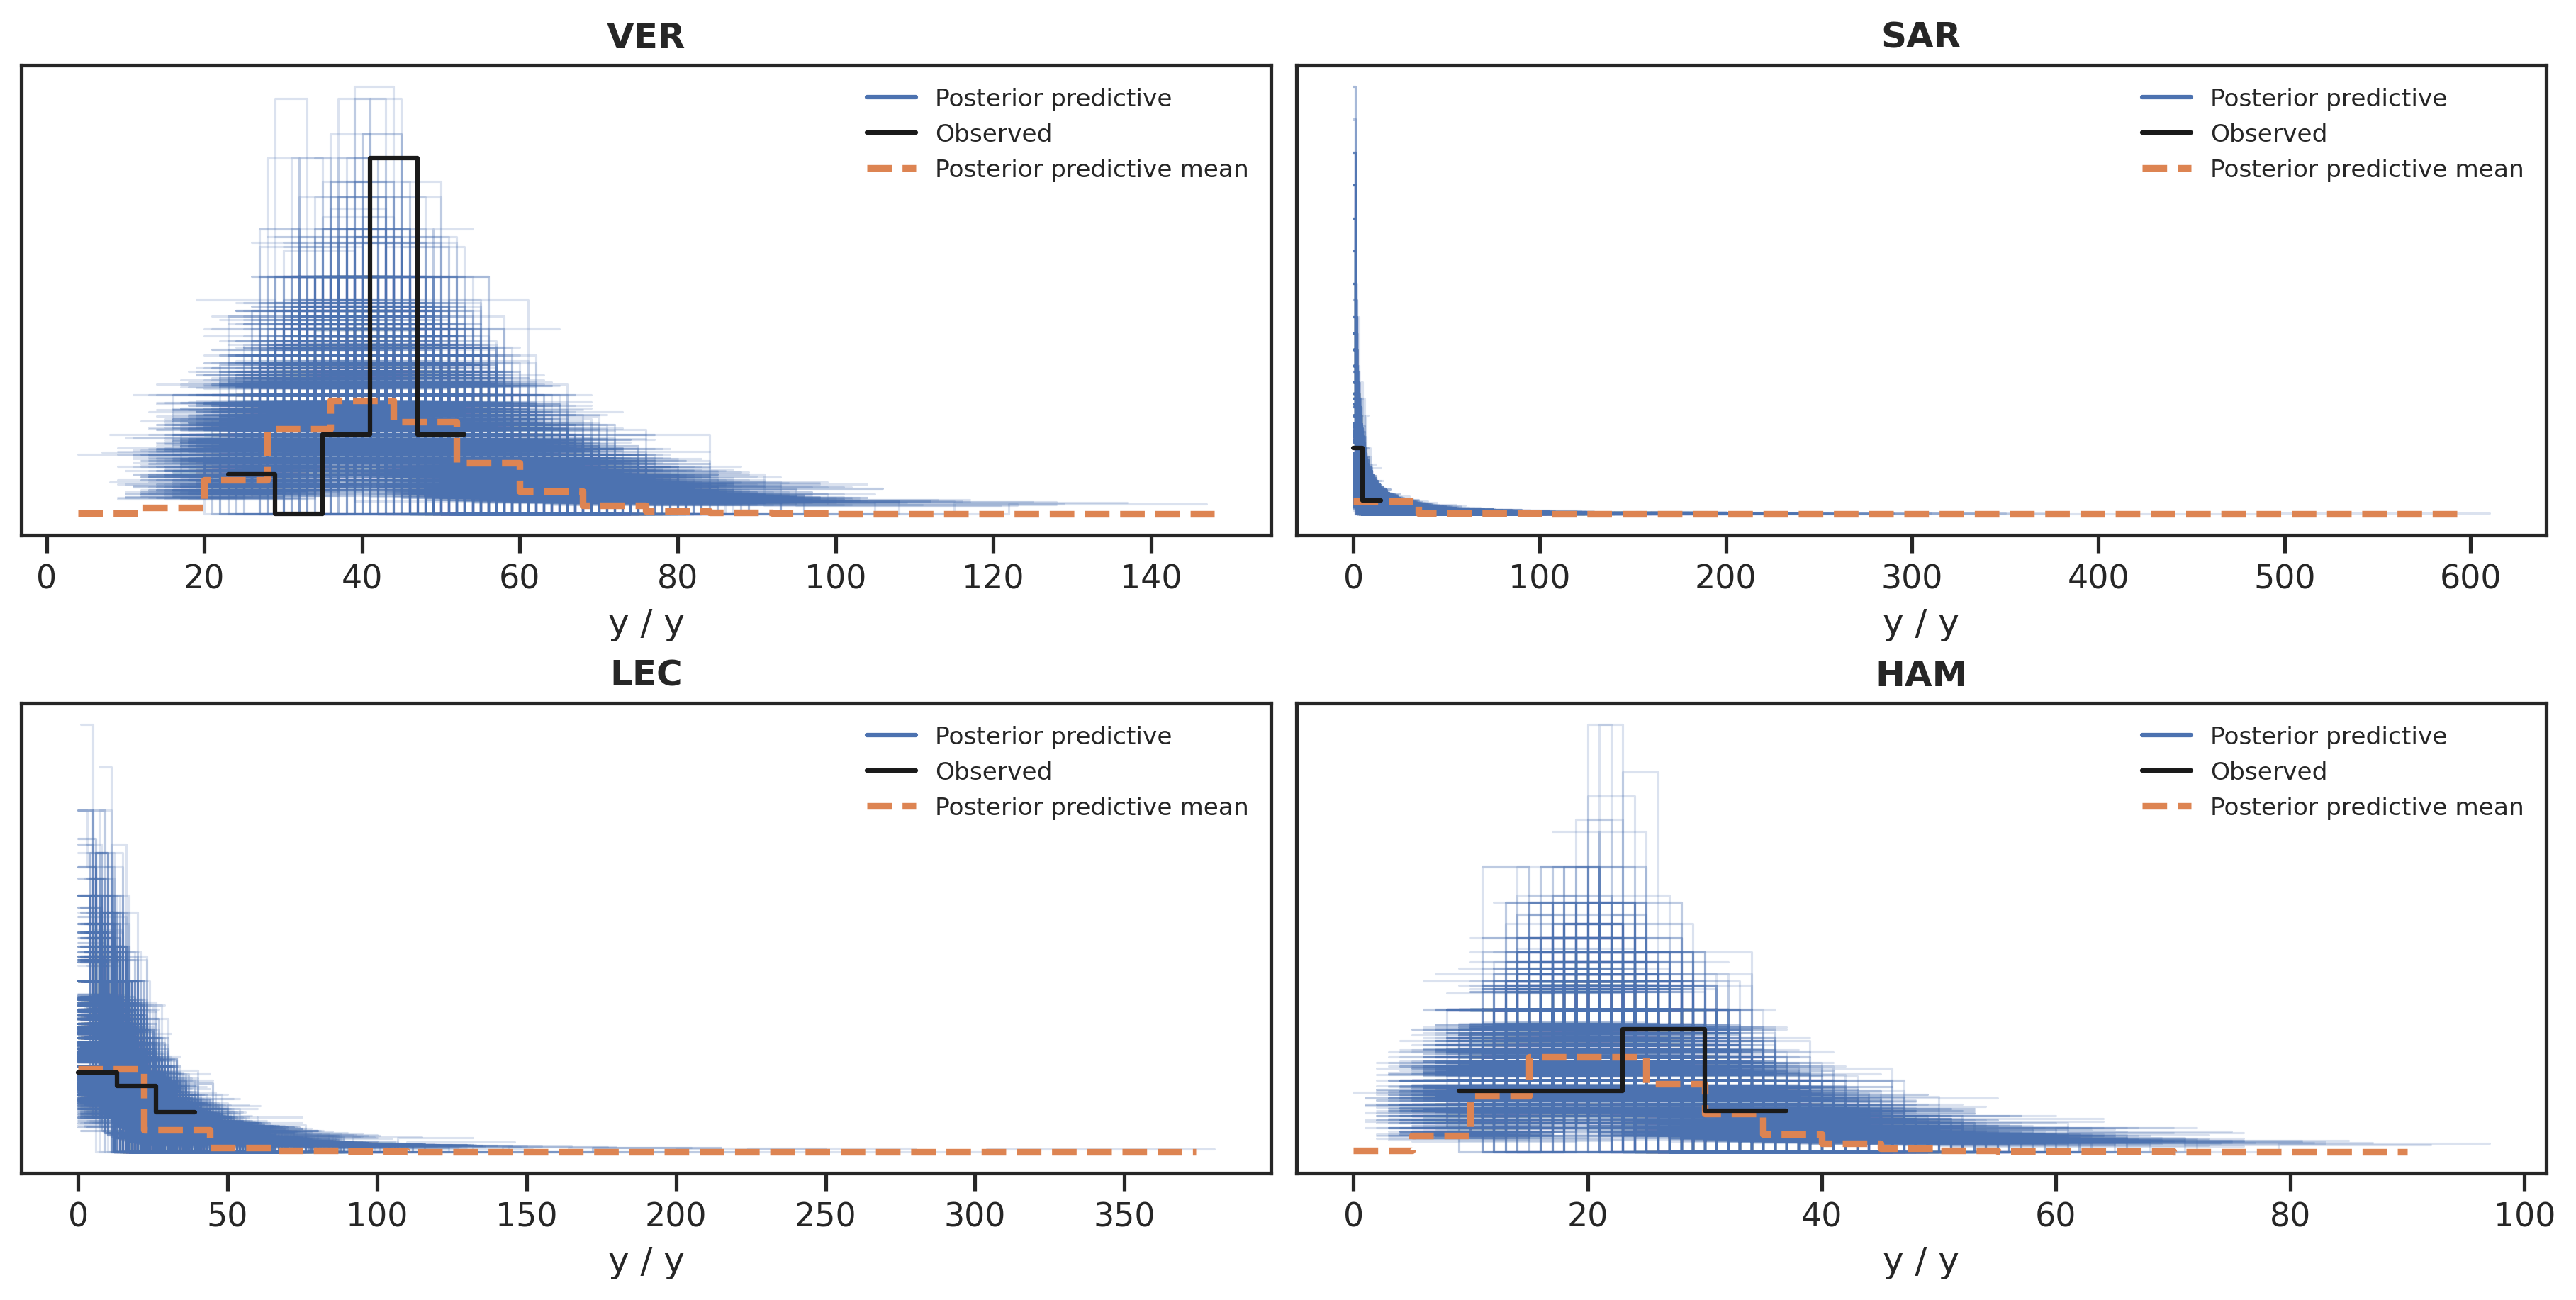 VER
Posterior predictive
Observed
Posterior predictive mean
0 20 40 60 80 100 120 140
y / y
SAR
Posterior predictive
Observed
Posterior predictive mean
0 100 200 300 400 500 600
y / y
LEC
Posterior predictive
Observed
Posterior predictive mean
0 50 100 150 200 250 300 350
y / y
HAM
Posterior predictive
Observed
Posterior predictive mean
0 20 40 60 80 100
y / y